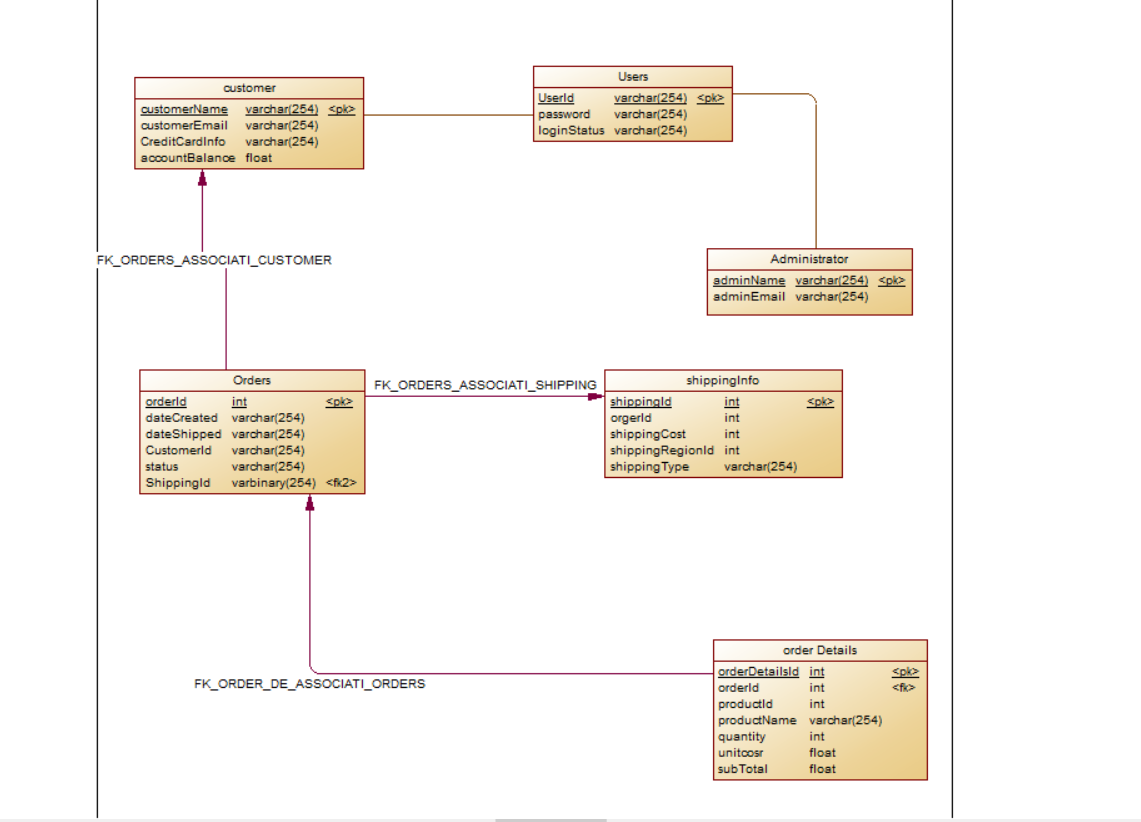 customer
customerName varchar(254) <pk>
customerEmail varchar(254)
CreditCardInfo varchar(254)
accountBalance float
Users
UserId varchar(254) <pk>
password varchar(254)
loginStatus varchar(254)
FK_ORDERS_ASSOCIATI_CUSTOMER
Administrator
adminName varchar(254) <pk>
adminEmail varchar(254)
Orders
orderId int <pk>
dateCreated varchar(254)
dateShipped varchar(254)
CustomerId varchar(254)
status varchar(254)
ShippingId varbinary(254) <fk2>
FK_ORDERS_ASSOCIATI_SHIPPING
shippingInfo
shippingId int <pk>
orgerId int
shippingCost int
shippingRegionId int
shippingType varchar(254)
FK_ORDER_DE_ASSOCIATI_ORDERS
order Details
orderDetailsId int <pk>
orderId int <fk>
productId int
productName varchar(254)
quantity int
unitcosr float
subTotal float